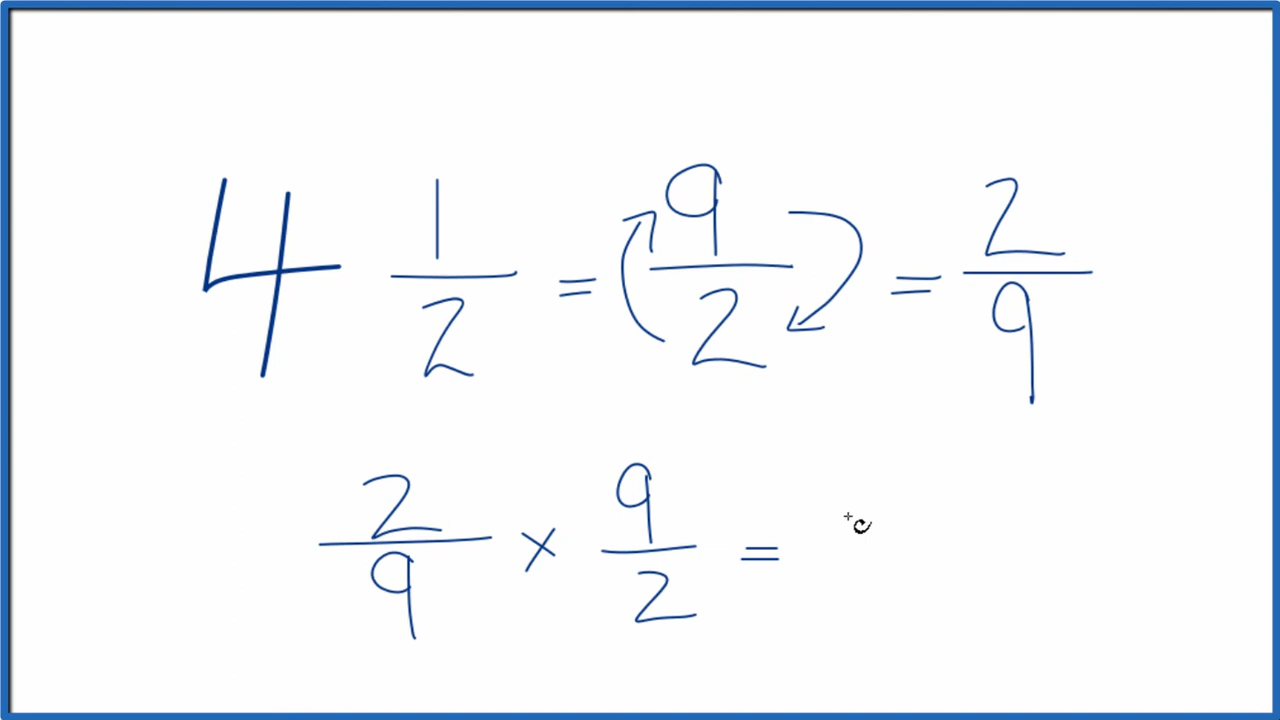 4 1/2 = 9/2 = 2/9
2/9 × 9/2 =